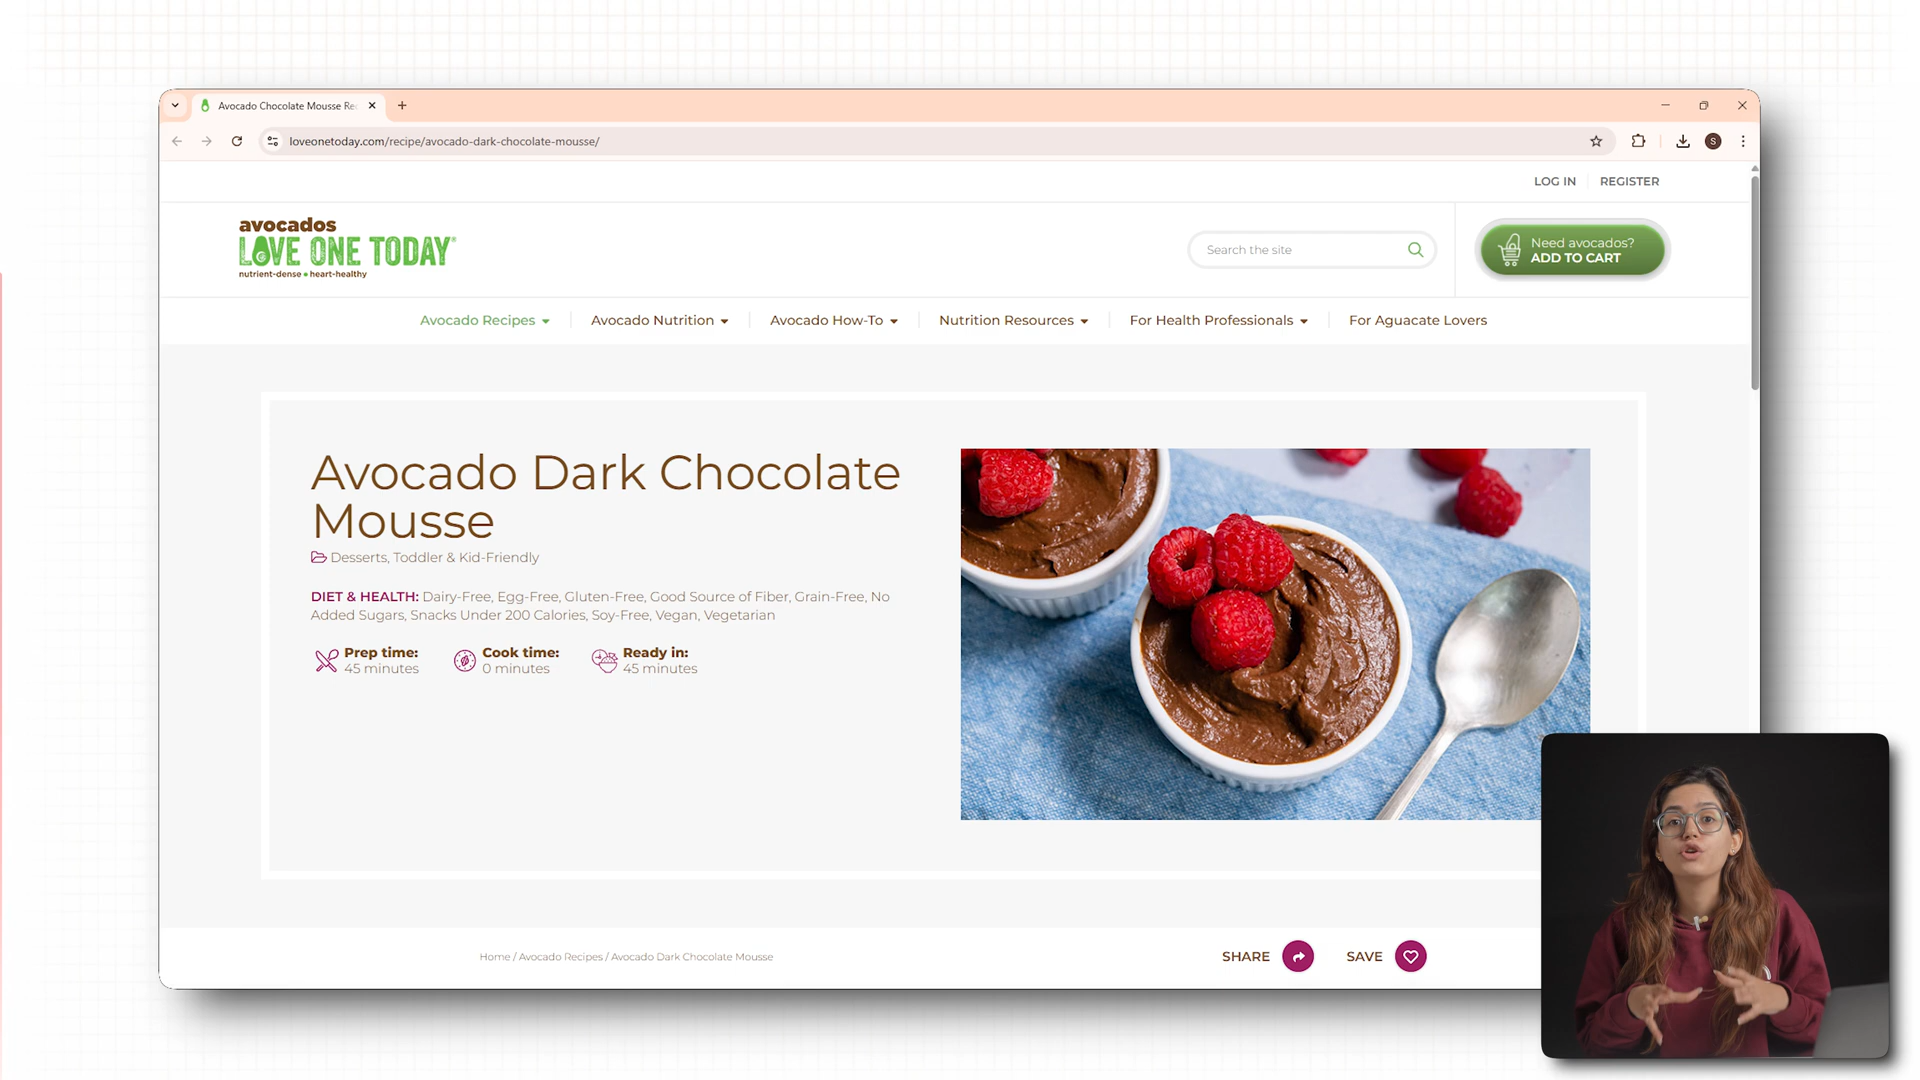 Avocado Chocolate Mousse Re
loveonetoday.com/recipe/avocado-dark-chocolate-mousse/
S
LOG IN
REGISTER
avocados
LOVE ONE TODAY®
nutrient-dense • heart-healthy
Search the site
Need avocados?
ADD TO CART
Avocado Recipes
Avocado Nutrition
Avocado How-To
Nutrition Resources
For Health Professionals
For Aguacate Lovers
Avocado Dark Chocolate
Mousse
Desserts, Toddler & Kid-Friendly
DIET & HEALTH: Dairy-Free, Egg-Free, Gluten-Free, Good Source of Fiber, Grain-Free, No
Added Sugars, Snacks Under 200 Calories, Soy-Free, Vegan, Vegetarian
Prep time:
45 minutes
Cook time:
0 minutes
Ready in:
45 minutes
Home / Avocado Recipes / Avocado Dark Chocolate Mousse
SHARE
SAVE